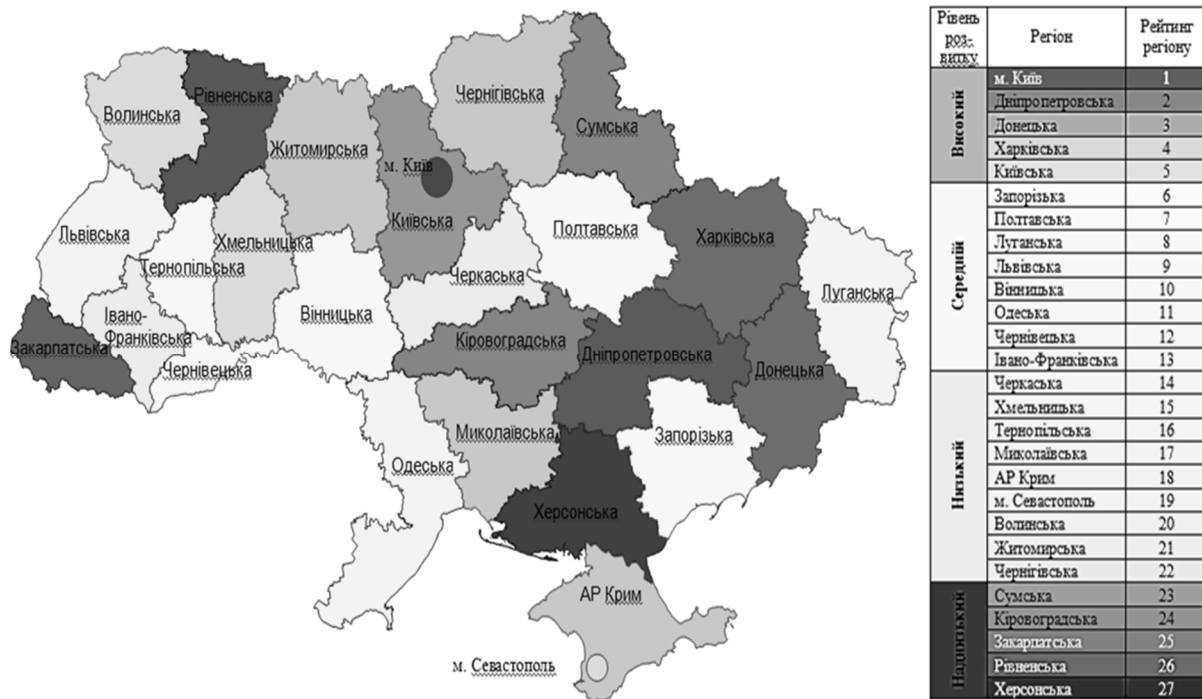 Волинська
Рівненська
Житомирська
м. Київ
Чернігівська
Сумська
Київська
Львівська
Тернопільська
Хмельницька
Вінницька
Черкаська
Полтавська
Харківська
Луганська
Закарпатська
Івано-
Франківська
Чернівецька
Кіровоградська
Дніпропетровська
Донецька
Одеська
Миколаївська
Запорізька
Херсонська
АР Крим
м. Севастополь
Рівень
роз-
витку
Регіон
Рейтинг
регіону
Високий
м. Київ 1
Дніпропетровська 2
Донецька 3
Харківська 4
Київська 5
Середній
Запорізька 6
Полтавська 7
Луганська 8
Львівська 9
Вінницька 10
Одеська 11
Чернівецька 12
Івано-Франківська 13
Низький
Черкаська 14
Хмельницька 15
Тернопільська 16
Миколаївська 17
АР Крим 18
м. Севастополь 19
Волинська 20
Житомирська 21
Чернігівська 22
Наднизький
Сумська 23
Кіровоградська 24
Закарпатська 25
Рівненська 26
Херсонська 27